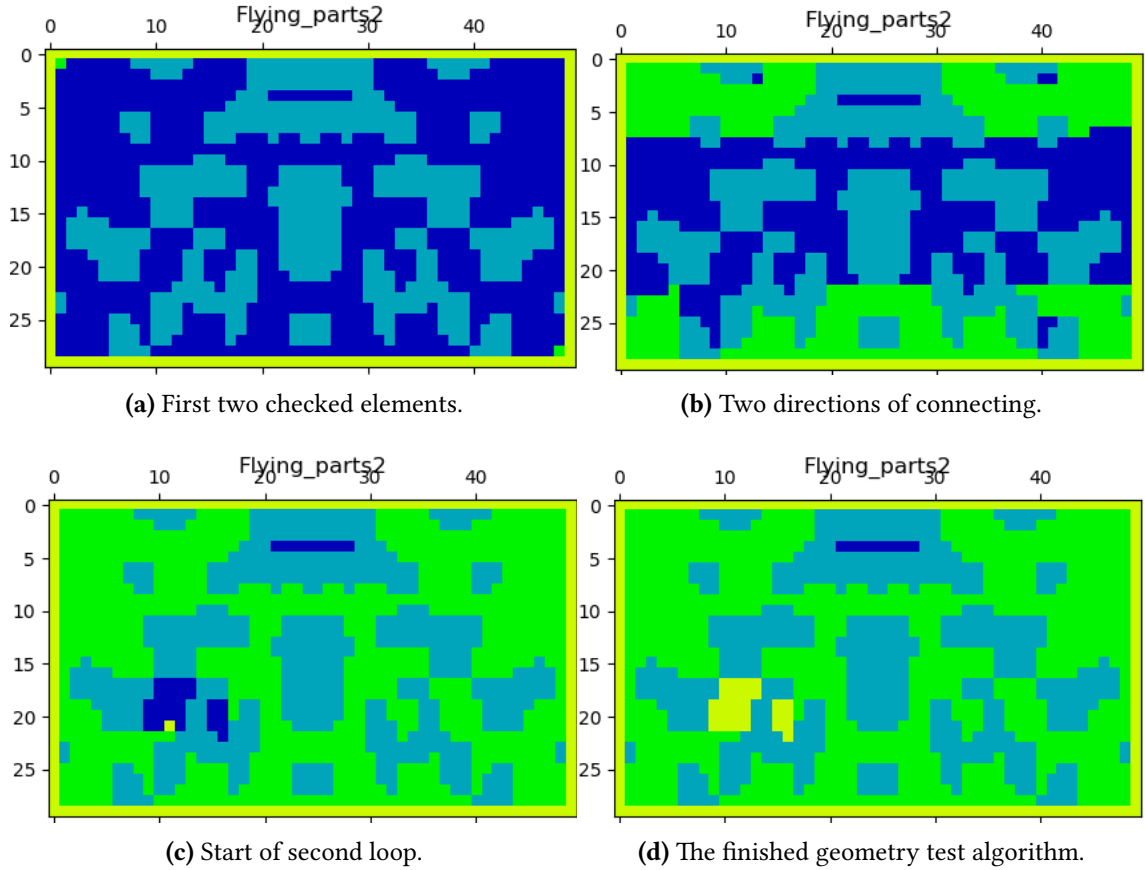 Flying_parts2
0 10 20 30 40
0
5
10
15
20
25
(a) First two checked elements.
Flying_parts2
0 10 20 30 40
0
5
10
15
20
25
(b) Two directions of connecting.
Flying_parts2
0 10 20 30 40
0
5
10
15
20
25
(c) Start of second loop.
Flying_parts2
0 10 20 30 40
0
5
10
15
20
25
(d) The finished geometry test algorithm.